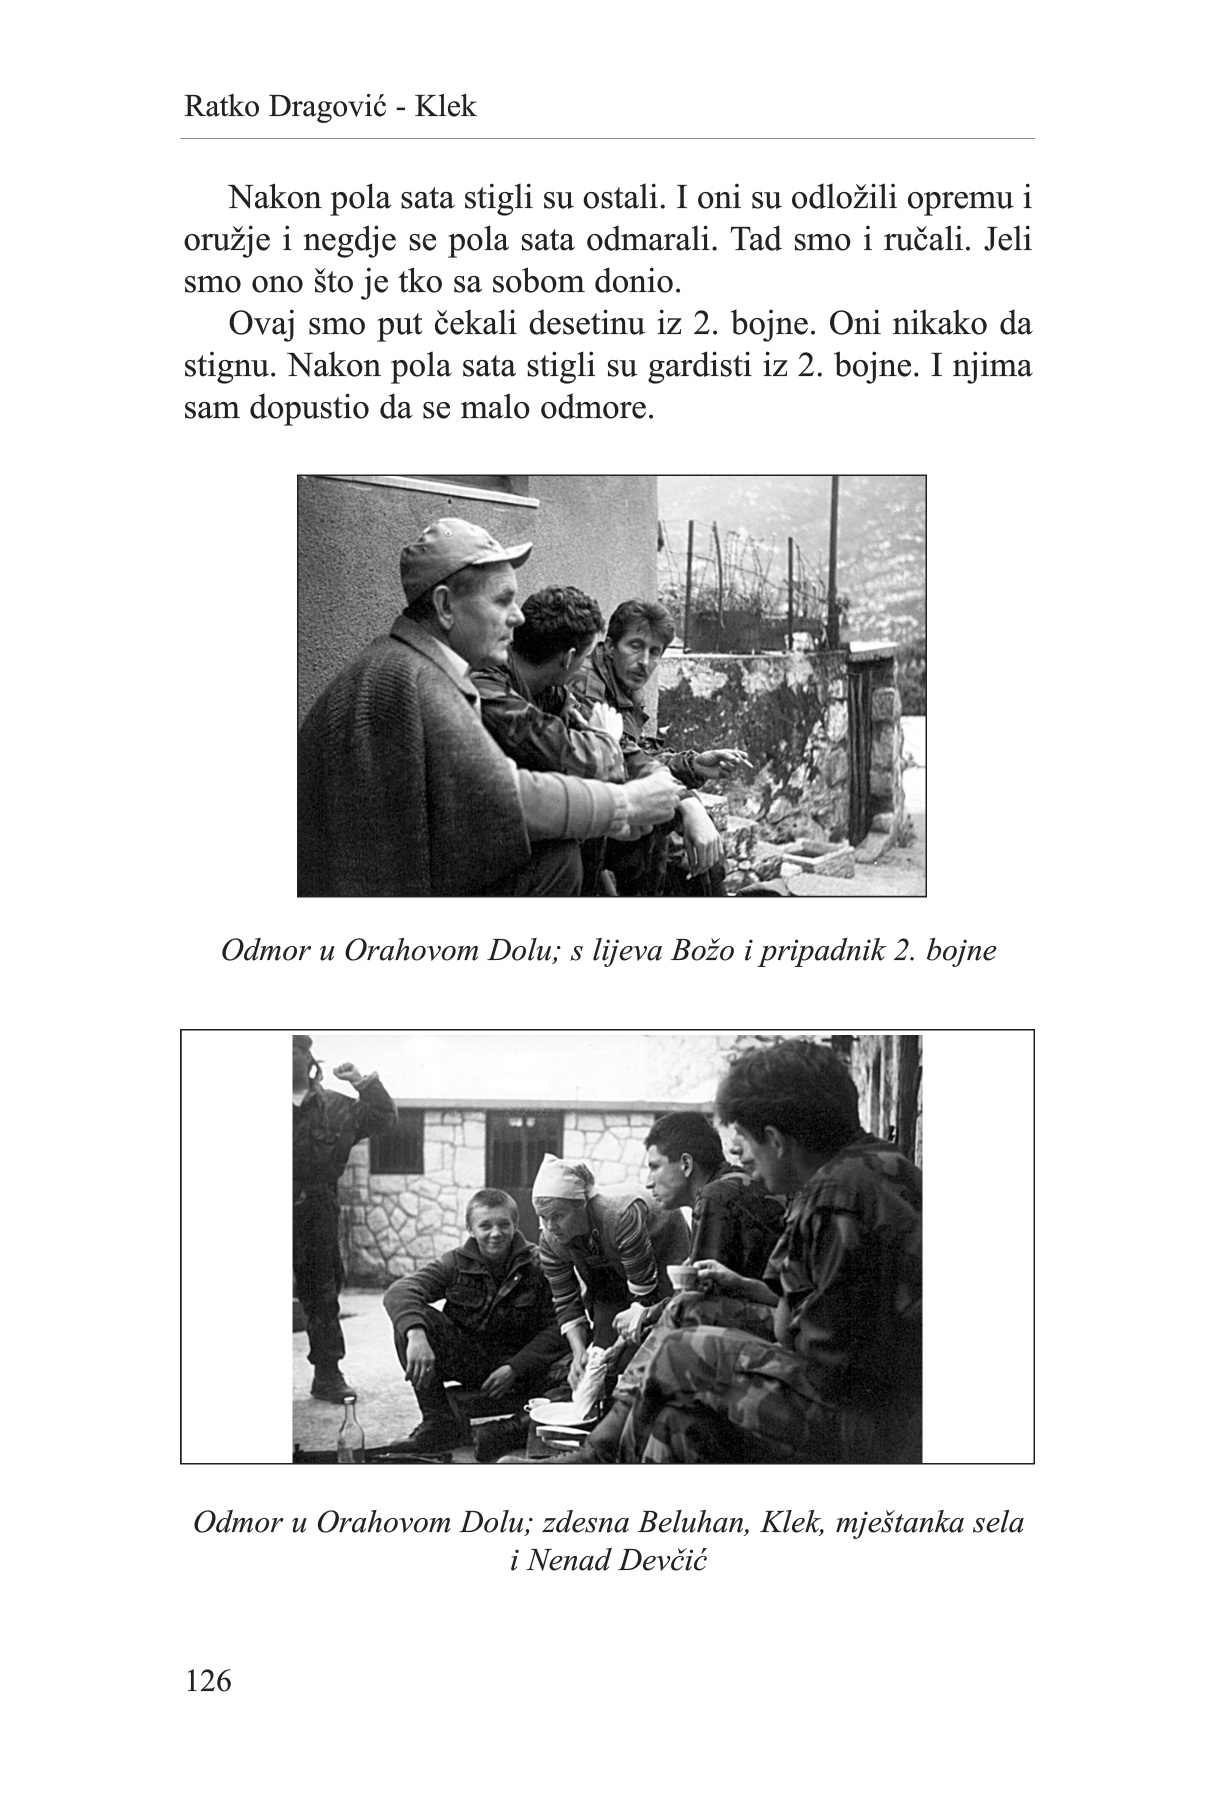 Ratko Dragović - Klek
Nakon pola sata stigli su ostali. I oni su odložili opremu i
oružje i negdje se pola sata odmarali. Tad smo i ručali. Jeli
smo ono što je tko sa sobom donio.
Ovaj smo put čekali desetinu iz 2. bojne. Oni nikako da
stignu. Nakon pola sata stigli su gardisti iz 2. bojne. I njima
sam dopustio da se malo odmore.
Odmor u Orahovom Dolu; s lijeva Božo i pripadnik 2. bojne
Odmor u Orahovom Dolu; zdesna Beluhan, Klek, mještanka sela
i Nenad Devčić
126